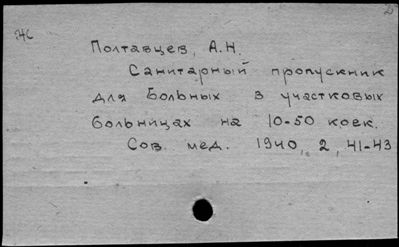 Полтавцев, А.Н.
Санитарный пропускник
для больных в участковых
больницах на 10-50 коек.
Сов. мед. 1940, 2, 41-43